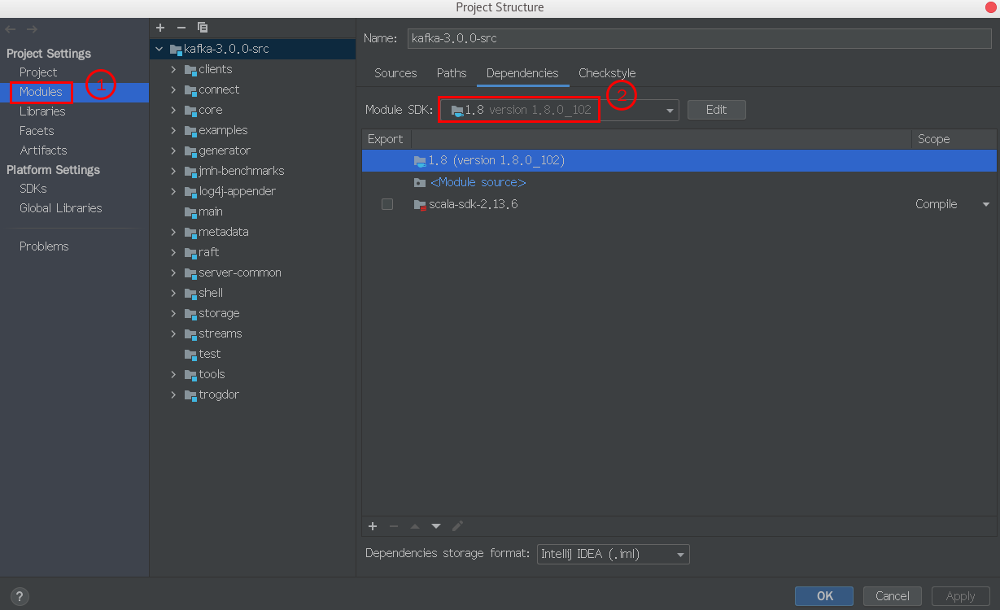 Project Structure
Project Settings
Project
Modules
1
Libraries
Facets
Artifacts
Platform Settings
SDKs
Global Libraries
Problems
kafka-3.0.0-src
clients
connect
core
examples
generator
jmh-benchmarks
log4j-appender
main
metadata
raft
server-common
shell
storage
streams
test
tools
trogdor
Name: kafka-3.0.0-src
Sources Paths Dependencies Checkstyle
2
Module SDK: 1.8 version 1.8.0_102 Edit
Export Scope
1.8 (version 1.8.0_102)
<Module source>
scala-sdk-2.13.6 Compile
Dependencies storage format: IntelliJ IDEA (.iml)
? OK Cancel Apply